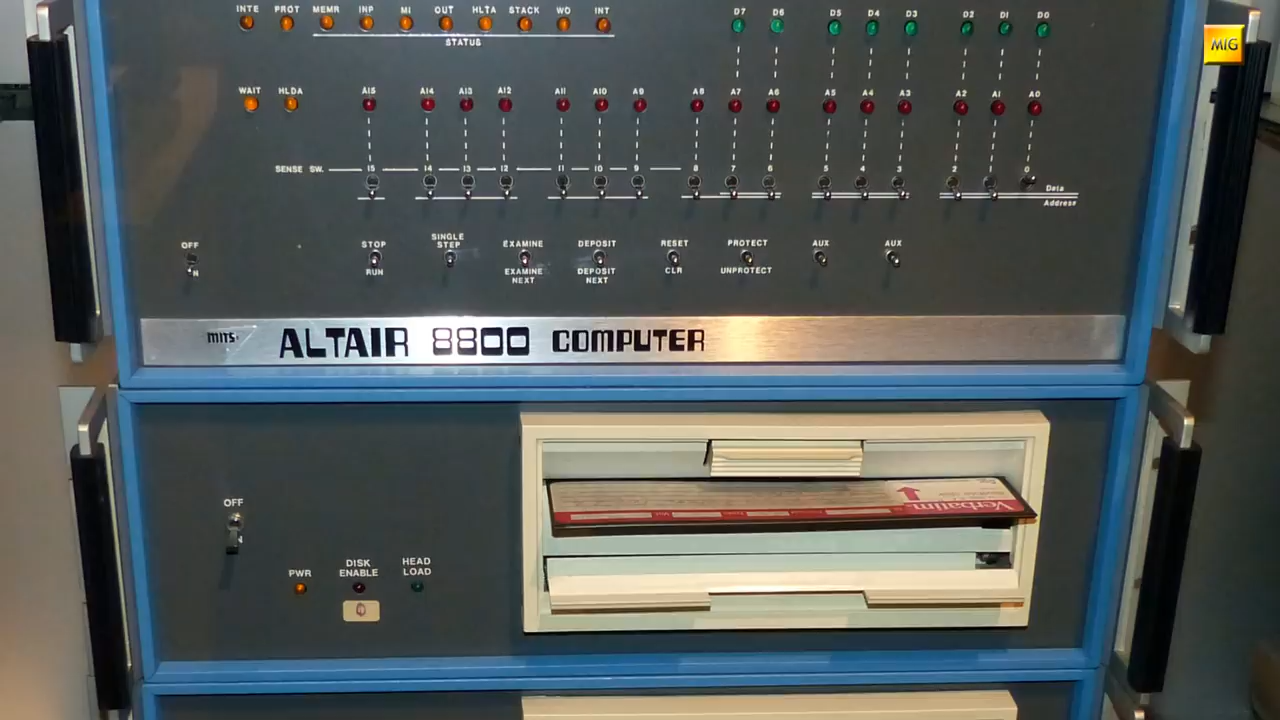 INTE PROT MEMR INP MI OUT HLTA STACK WO INT
STATUS
D7 D6 D5 D4 D3 D2 D1 D0
MIG
WAIT HLDA A15 A14 A13 A12 A11 A10 A9 A8 A7 A6 A5 A4 A3 A2 A1 A0
SENSE SW. 15 14 13 12 11 10 9 8 7 6 5 4 3 2 1 0
Data
Address
OFF STOP SINGLE STEP EXAMINE DEPOSIT RESET PROTECT AUX AUX
RUN EXAMINE NEXT DEPOSIT NEXT CLR UNPROTECT
mits ALTAIR 8800 COMPUTER
Verbatim
OFF
PWR DISK ENABLE HEAD LOAD
0